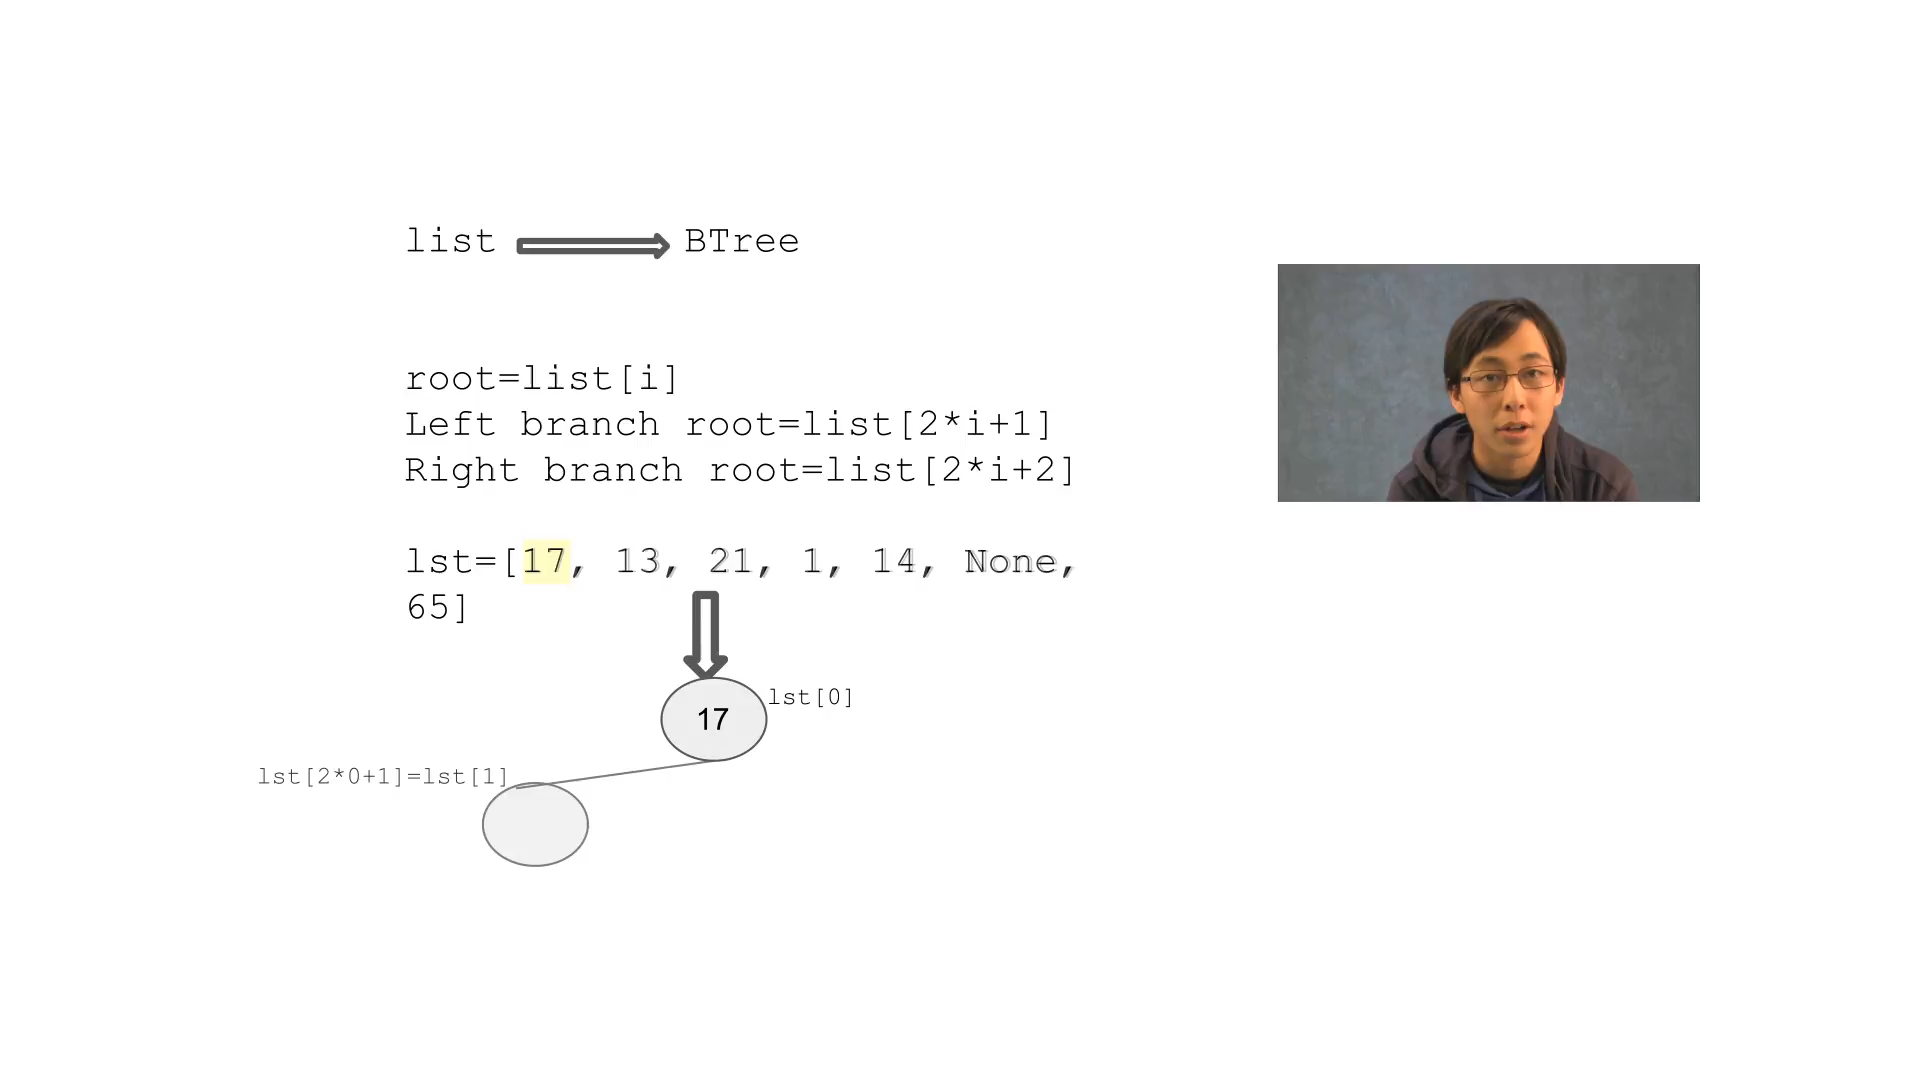 list BTree
root=list[i]
Left branch root=list[2*i+1]
Right branch root=list[2*i+2]
lst=[17, 13, 21, 1, 14, None,
65]
lst[0]
17
lst[2*0+1]=lst[1]